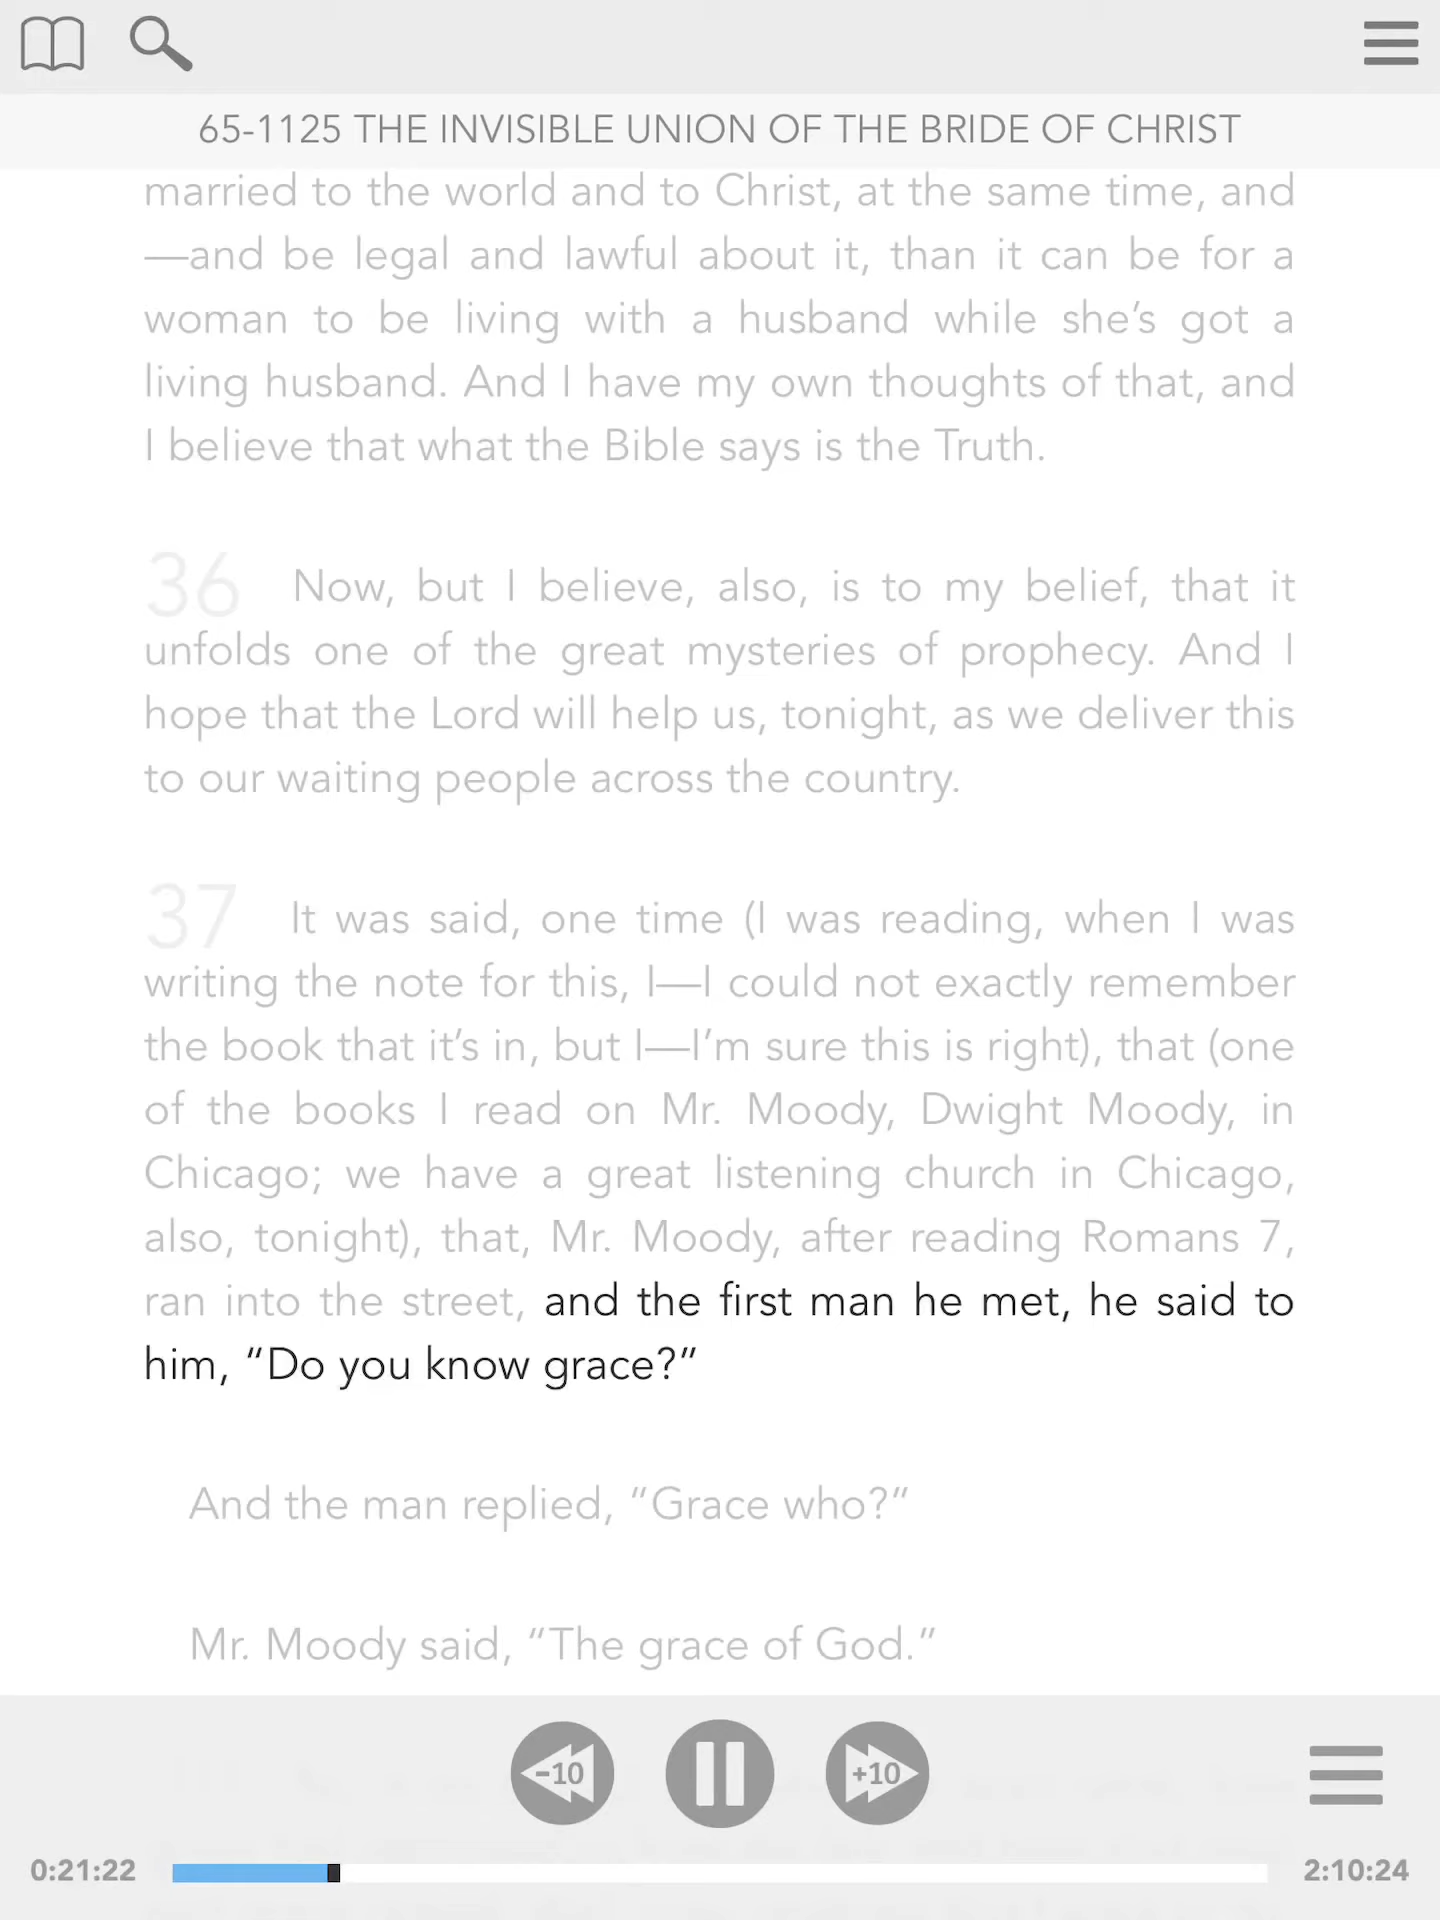 65-1125 THE INVISIBLE UNION OF THE BRIDE OF CHRIST
married to the world and to Christ, at the same time, and
—and be legal and lawful about it, than it can be for a
woman to be living with a husband while she’s got a
living husband. And I have my own thoughts of that, and
I believe that what the Bible says is the Truth.
36 Now, but I believe, also, is to my belief, that it
unfolds one of the great mysteries of prophecy. And I
hope that the Lord will help us, tonight, as we deliver this
to our waiting people across the country.
37 It was said, one time (I was reading, when I was
writing the note for this, I—I could not exactly remember
the book that it’s in, but I—I’m sure this is right), that (one
of the books I read on Mr. Moody, Dwight Moody, in
Chicago; we have a great listening church in Chicago,
also, tonight), that, Mr. Moody, after reading Romans 7,
ran into the street, and the first man he met, he said to
him, “Do you know grace?”
And the man replied, “Grace who?”
Mr. Moody said, “The grace of God.”
-10 +10
0:21:22 2:10:24